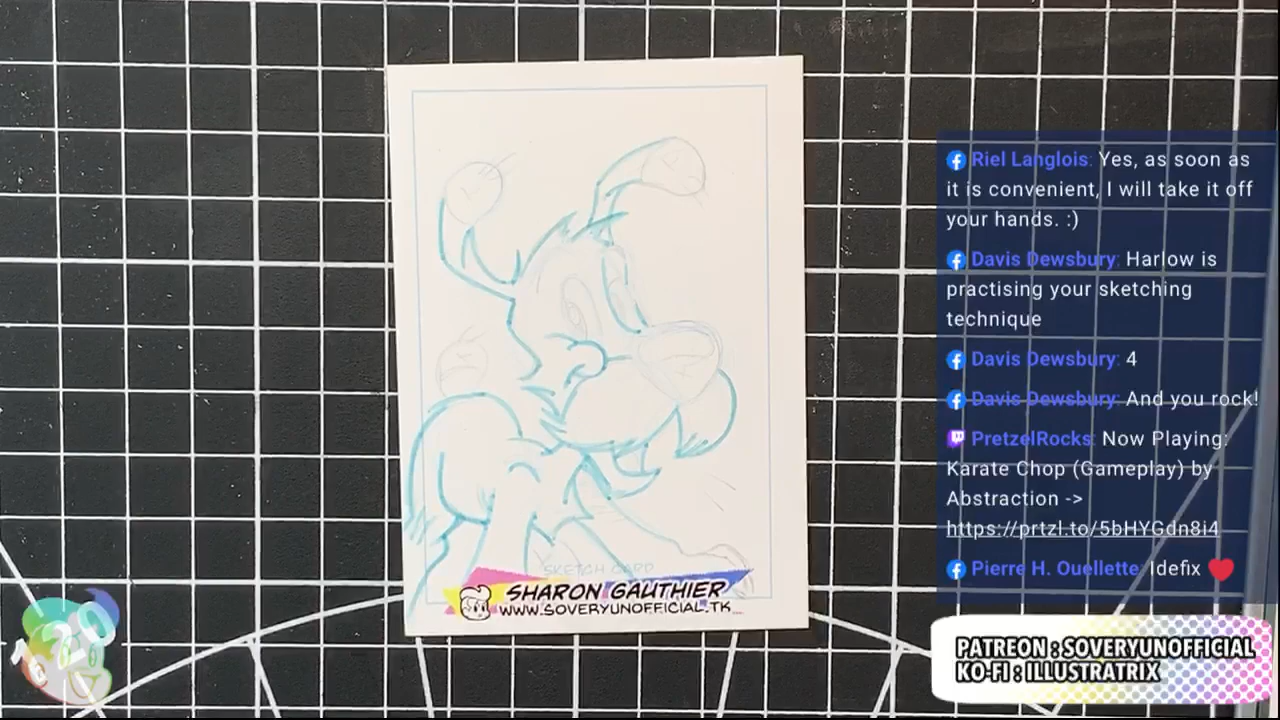 Riel Langlois: Yes, as soon as
it is convenient, I will take it off
your hands. :)
Davis Dewsbury: Harlow is
practising your sketching
technique
Davis Dewsbury: 4
Davis Dewsbury: And you rock!
PretzelRocks: Now Playing:
Karate Chop (Gameplay) by
Abstraction ->
https://prtzl.to/5bHYGdn8i4
Pierre H. Ouellette: Idefix ❤️
SKETCH CARD
SHARON GAUTHIER
WWW.SOVERYUNOFFICIAL.TK
PATREON : SOVERYUNOFFICIAL
KO-FI : ILLUSTRATRIX